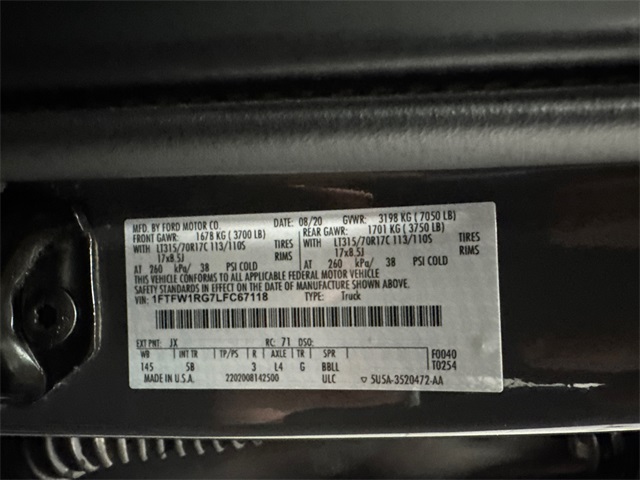 MFD. BY FORD MOTOR CO. DATE: 08/20 GVWR: 3198 KG ( 7050 LB)
FRONT GAWR: 1678 KG ( 3700 LB) REAR GAWR: 1701 KG ( 3750 LB)
WITH LT315/70R17C 113/110S TIRES WITH LT315/70R17C 113/110S TIRES
17x8.5J RIMS 17x8.5J RIMS
AT 260 kPa/ 38 PSI COLD AT 260 kPa/ 38 PSI COLD
THIS VEHICLE CONFORMS TO ALL APPLICABLE FEDERAL MOTOR VEHICLE
SAFETY STANDARDS IN EFFECT ON THE DATE OF MANUFACTURE SHOWN ABOVE.
VIN: 1FTFW1RG7LFC67118 TYPE: Truck
EXT PNT: JX RC: 71 DSO:
WB INT TR TP/PS R AXLE TR SPR F0040
145 SB 3 L4 G BBLL T0254
MADE IN U.S.A. 2202008142500 ULC 5U5A-3520472-AA